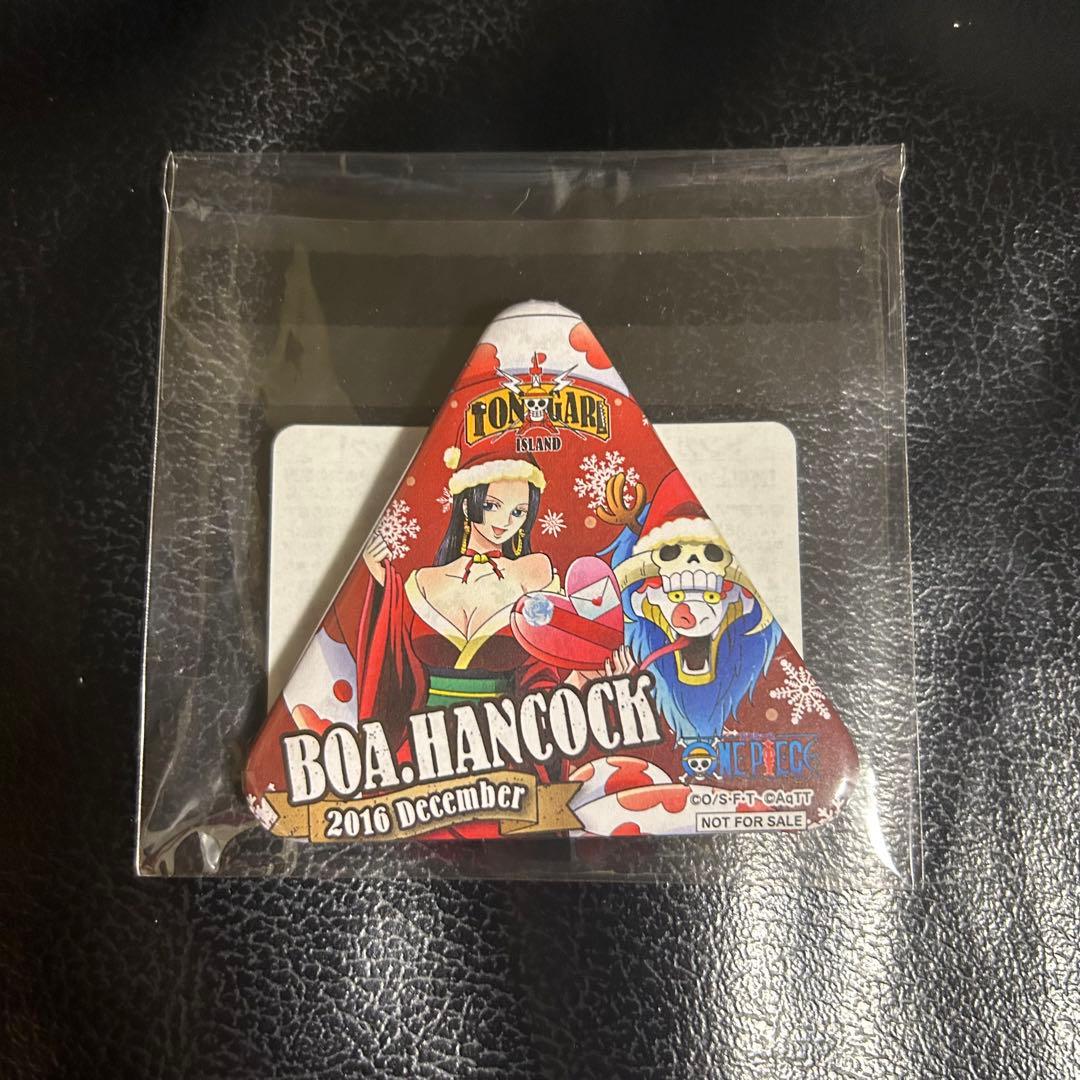 TONGARI
ISLAND
BOA.HANCOCK
2016 December
ONE PIECE
©O/S·F·T ©AqTT
NOT FOR SALE